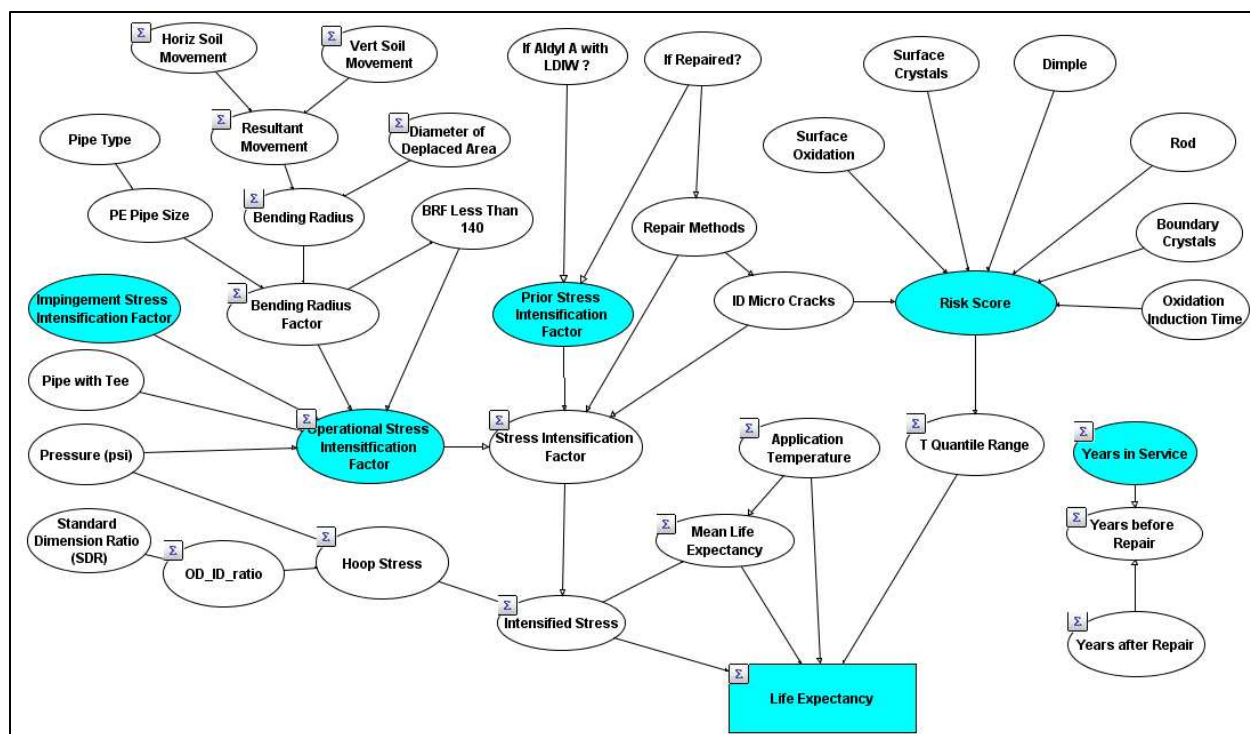 Σ
Horiz Soil
Movement
Σ
Vert Soil
Movement
If Aldyl A with
LDIW ?
If Repaired?
Surface
Crystals
Dimple
Σ
Resultant
Movement
Σ
Diameter of
Deplaced Area
Pipe Type
Surface
Oxidation
Rod
Σ
Bending Radius
PE Pipe Size
BRF Less Than
140
Repair Methods
Boundary
Crystals
Impingement Stress
Intensification Factor
Σ
Bending Radius
Factor
Prior Stress
Intensification
Factor
ID Micro Cracks
Risk Score
Oxidation
Induction Time
Pipe with Tee
Σ
Operational Stress
Intensitfication
Factor
Σ
Stress Intensification
Factor
Σ
Application
Temperature
Σ
T Quantile Range
Σ
Years in Service
Pressure (psi)
Standard
Dimension Ratio
(SDR)
Σ
OD_ID_ratio
Σ
Hoop Stress
Σ
Mean Life
Expectancy
Σ
Years before
Repair
Σ
Intensified Stress
Σ
Years after Repair
Σ
Life Expectancy